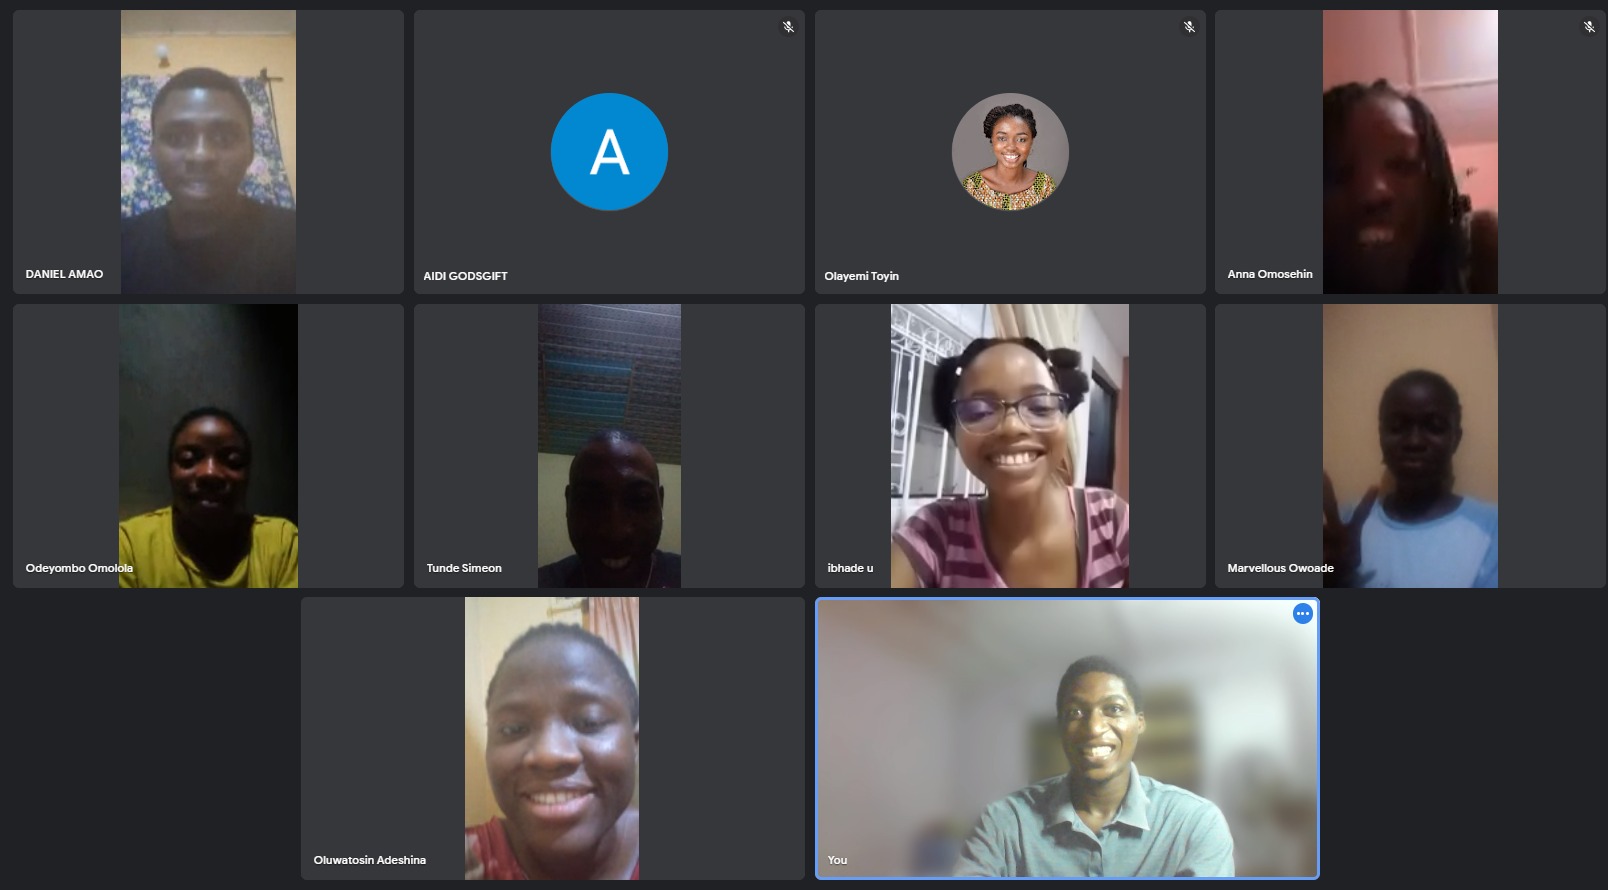 DANIEL AMAO
A
AIDI GODSGIFT
Olayemi Toyin
Anna Omosehin
Odeyombo Omolola
Tunde Simeon
ibhade u
Marvellous Owoade
Oluwatosin Adeshina
You